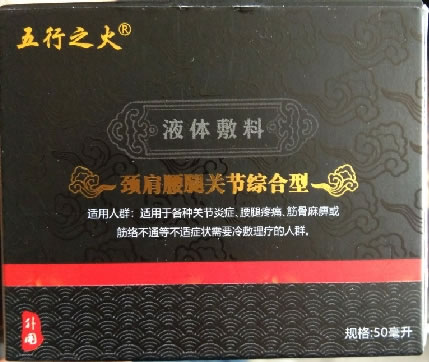 五行之火®
液体敷料
颈肩腰腿关节综合型
适用人群：适用于各种关节炎症、腰腿疼痛、筋骨麻痹或
筋络不通等不适症状需要冷敷理疗的人群。
外用
规格:50毫升